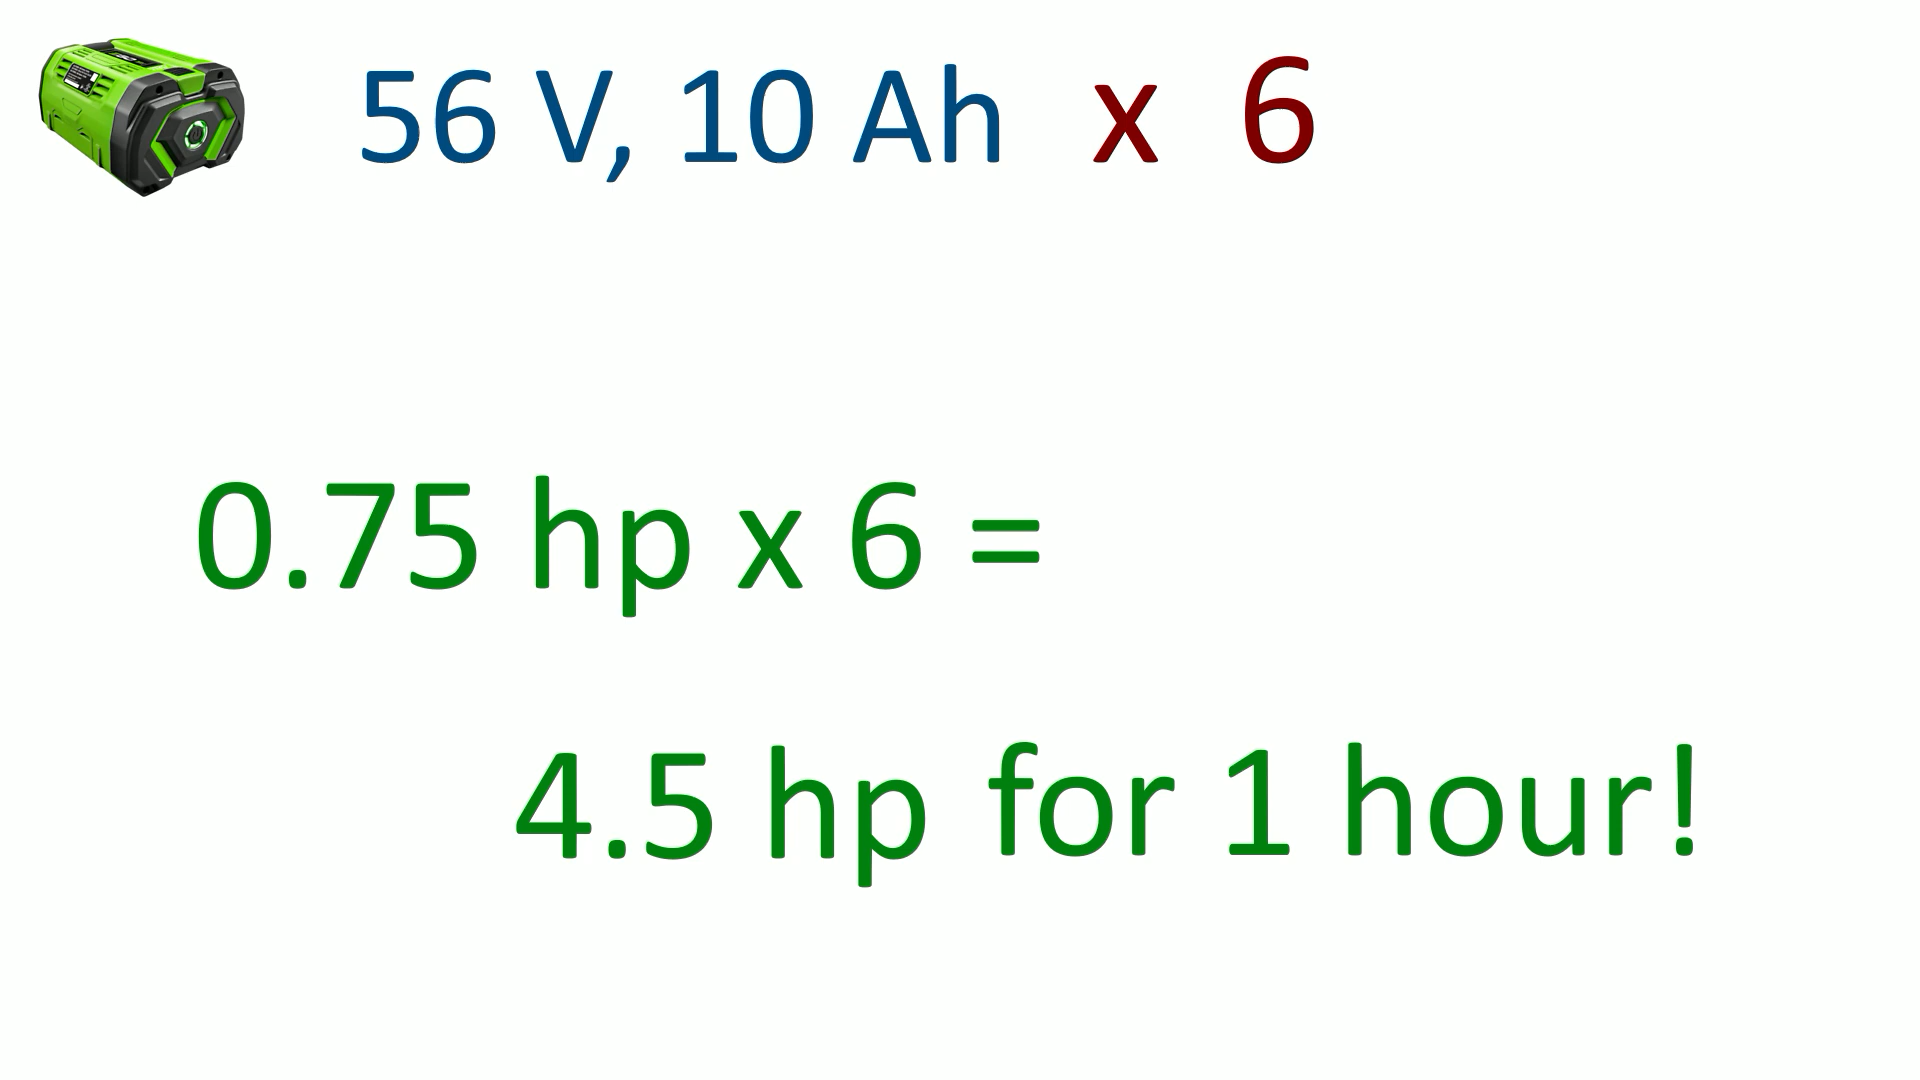 56 V, 10 Ah x 6
0.75 hp x 6 =
4.5 hp for 1 hour!